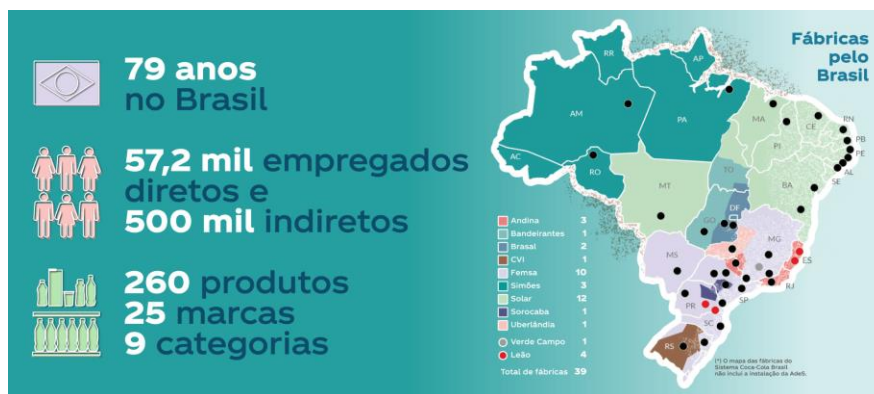 79 anos
no Brasil
57,2 mil empregados
diretos e
500 mil indiretos
260 produtos
25 marcas
9 categorias
Fábricas
pelo
Brasil
RR
AP
AM
PA
MA
CE
RN
PB
PE
AL
SE
PI
AC
RO
TO
BA
MT
DF
GO
MG
ES
MS
SP
RJ
PR
SC
RS
Andina 3
Bandeirantes 1
Brasal 2
CVI 1
Femsa 10
Simões 3
Solar 12
Sorocaba 1
Uberlândia 1
Verde Campo 1
Leão 4
Total de fábricas 39
(*) O mapa das fábricas do
Sistema Coca-Cola Brasil
não inclui a instalação da AdeS.